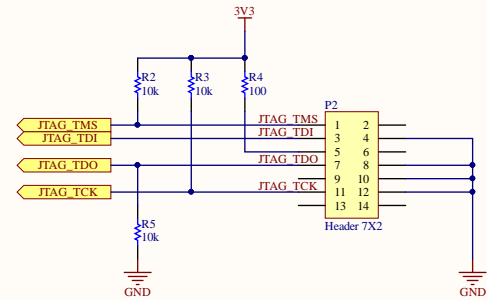 3V3
R2
10k
R3
10k
R4
100
P2
JTAG_TMS
JTAG_TMS
1
2
JTAG_TDI
JTAG_TDI
3
4
5
6
JTAG_TDO
JTAG_TDO
7
8
9
10
JTAG_TCK
JTAG_TCK
11
12
13
14
Header 7X2
R5
10k
GND
GND